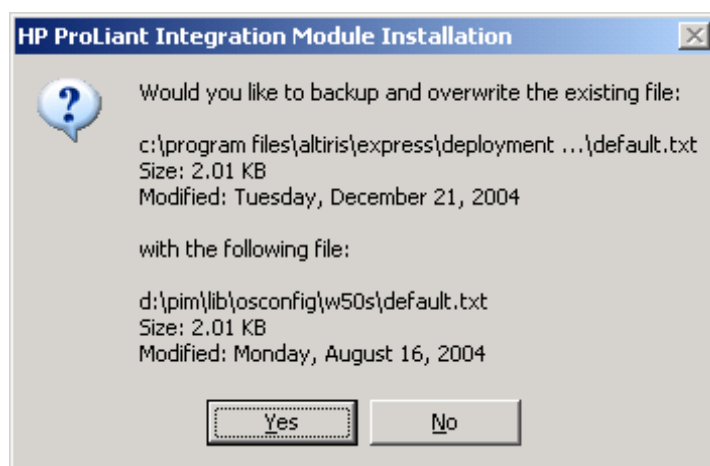 HP ProLiant Integration Module Installation
Would you like to backup and overwrite the existing file:
c:\program files\altiris\express\deployment ...\default.txt
Size: 2.01 KB
Modified: Tuesday, December 21, 2004
with the following file:
d:\pim\lib\osconfig\w50s\default.txt
Size: 2.01 KB
Modified: Monday, August 16, 2004
Yes No